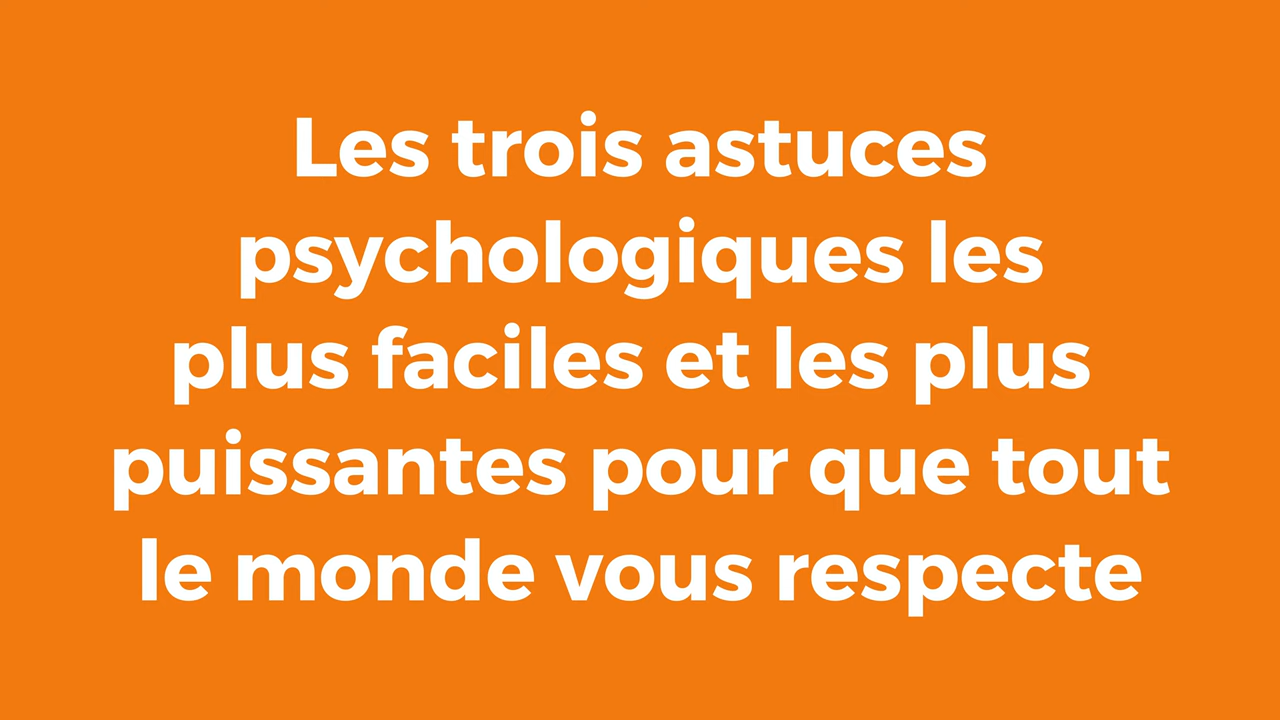 Les trois astuces
psychologiques les
plus faciles et les plus
puissantes pour que tout
le monde vous respecte